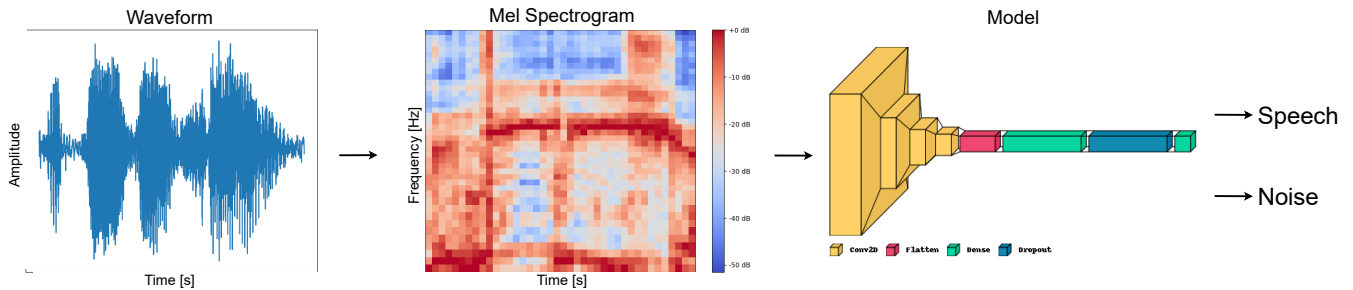 Waveform
Amplitude
Time [s]
Mel Spectrogram
Frequency [Hz]
Time [s]
+0 dB
-10 dB
-20 dB
-30 dB
-40 dB
-50 dB
Model
Conv2D Flatten Dense Dropout
Speech
Noise